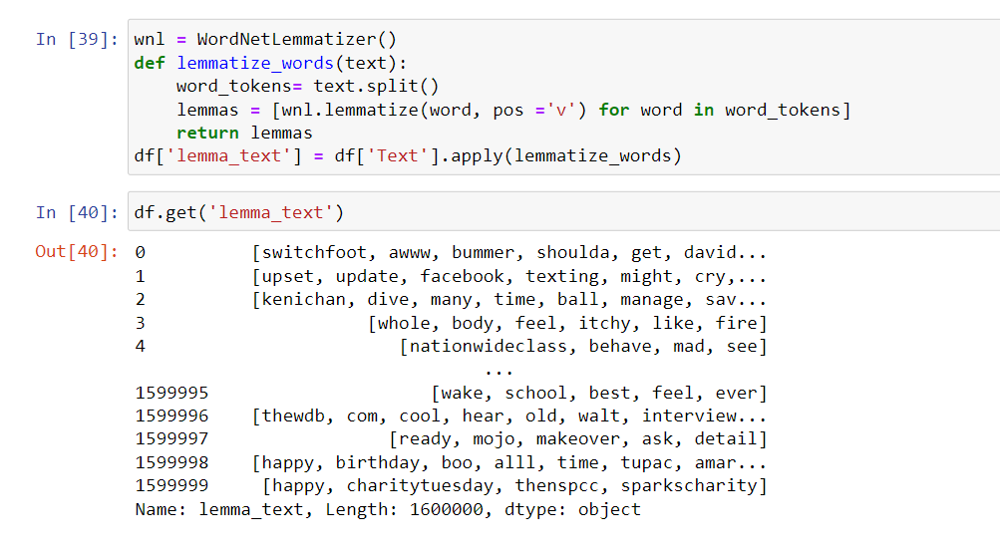 In [39]: wnl = WordNetLemmatizer()
def lemmatize_words(text):
    word_tokens= text.split()
    lemmas = [wnl.lemmatize(word, pos ='v') for word in word_tokens]
    return lemmas
df['lemma_text'] = df['Text'].apply(lemmatize_words)
In [40]: df.get('lemma_text')
Out[40]: 0          [switchfoot, awww, bummer, shoulda, get, david...
1          [upset, update, facebook, texting, might, cry,...
2          [kenichan, dive, many, time, ball, manage, sav...
3                     [whole, body, feel, itchy, like, fire]
4                        [nationwideclass, behave, mad, see]
                                 ...
1599995                     [wake, school, best, feel, ever]
1599996    [thewdb, com, cool, hear, old, walt, interview...
1599997                 [ready, mojo, makeover, ask, detail]
1599998    [happy, birthday, boo, alll, time, tupac, amar...
1599999     [happy, charitytuesday, thenspcc, sparkscharity]
Name: lemma_text, Length: 1600000, dtype: object